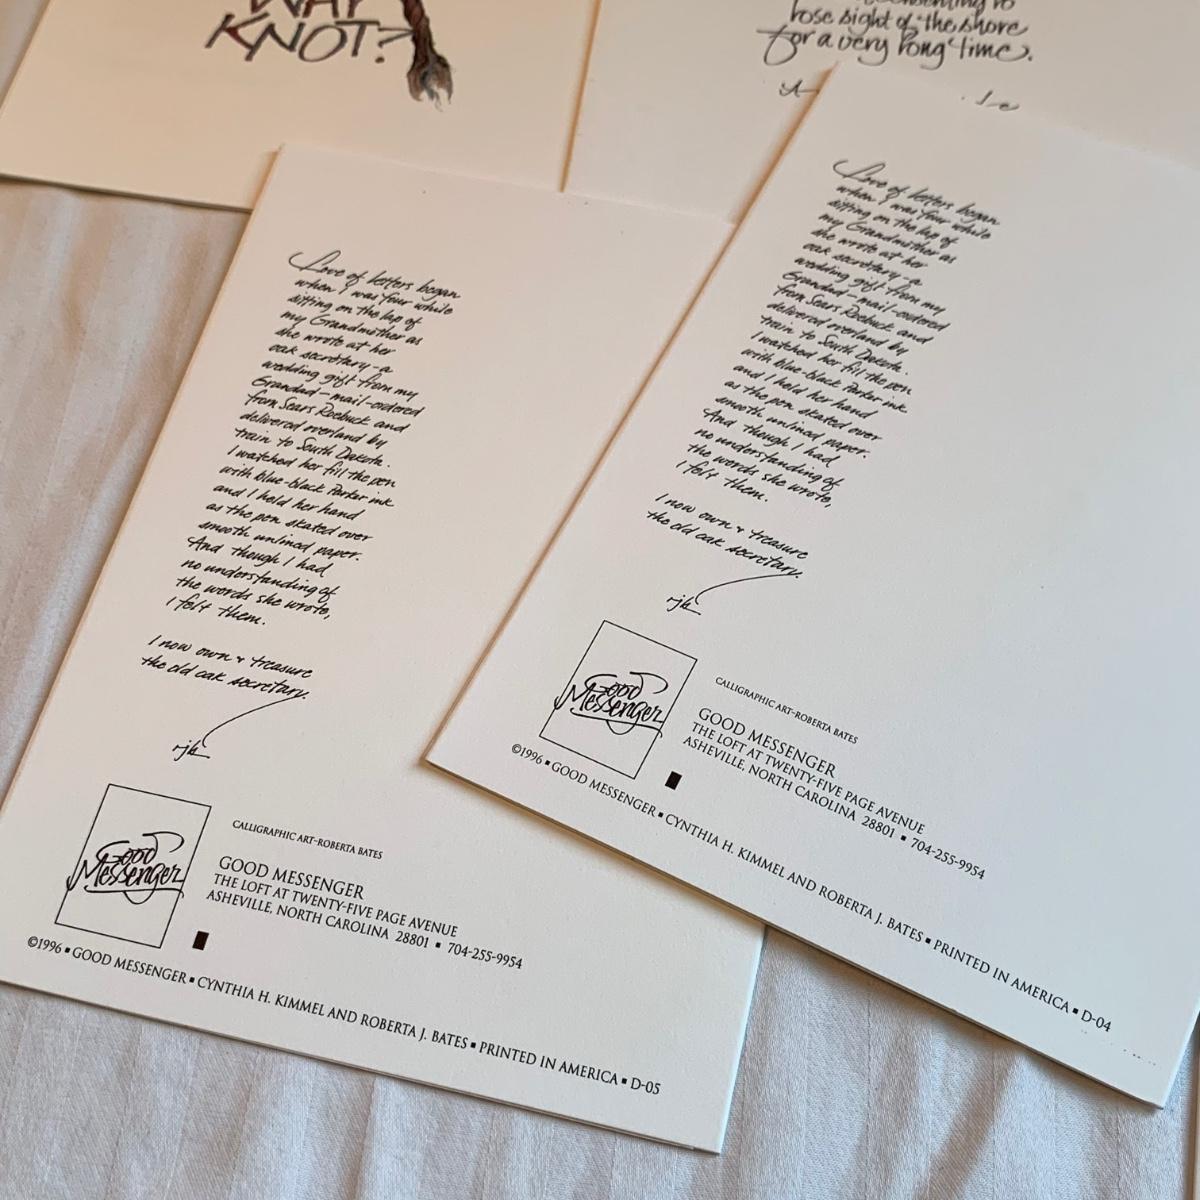 WAY
KNOT?
lose sight of the shore
for a very long time.
Love of letters began
when I was four while
sitting on the lap of
my Grandmother as
she wrote at her
oak secretary-a
wedding gift from my
Grandad-mail-ordered
from Sears Roebuck and
delivered overland by
train to South Dakota.
I watched her fill the pen
with blue-black Parker ink
and I held her hand
as the pen skated over
smooth unlined paper.
And though I had
no understanding of
the words she wrote,
I felt them.
I now own + treasure
the old oak secretary.
rjb
Good
Messenger
CALLIGRAPHIC ART-ROBERTA BATES
GOOD MESSENGER
THE LOFT AT TWENTY-FIVE PAGE AVENUE
ASHEVILLE, NORTH CAROLINA 28801 ▪ 704-255-9954
©1996 ▪ GOOD MESSENGER ▪ CYNTHIA H. KIMMEL AND ROBERTA J. BATES ▪ PRINTED IN AMERICA ▪ D-05
Love of letters began
when I was four while
sitting on the lap of
my Grandmother as
she wrote at her
oak secretary-a
wedding gift from my
Grandad-mail-ordered
from Sears Roebuck and
delivered overland by
train to South Dakota.
I watched her fill the pen
with blue-black Parker ink
and I held her hand
as the pen skated over
smooth unlined paper.
And though I had
no understanding of
the words she wrote,
I felt them.
I now own + treasure
the old oak secretary.
rjb
Good
Messenger
CALLIGRAPHIC ART-ROBERTA BATES
GOOD MESSENGER
THE LOFT AT TWENTY-FIVE PAGE AVENUE
ASHEVILLE, NORTH CAROLINA 28801 ▪ 704-255-9954
©1996 ▪ GOOD MESSENGER ▪ CYNTHIA H. KIMMEL AND ROBERTA J. BATES ▪ PRINTED IN AMERICA ▪ D-04